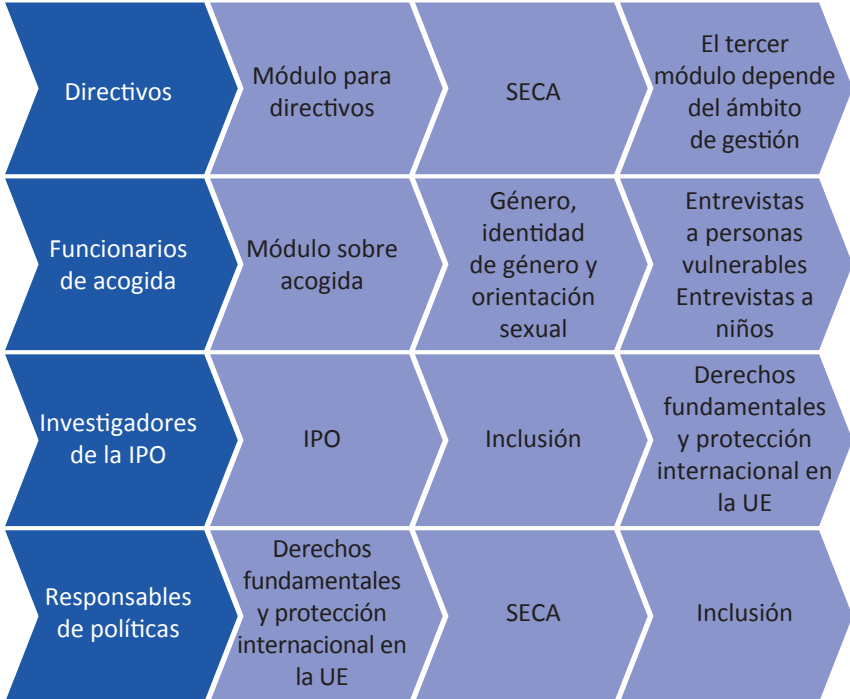 Directivos
Módulo para
directivos
SECA
El tercer
módulo depende
del ámbito
de gestión
Funcionarios
de acogida
Módulo sobre
acogida
Género,
identidad
de género y
orientación
sexual
Entrevistas
a personas
vulnerables
Entrevistas a
niños
Investigadores
de la IPO
IPO
Inclusión
Derechos
fundamentales
y protección
internacional en
la UE
Responsables
de políticas
Derechos
fundamentales
y protección
internacional en
la UE
SECA
Inclusión